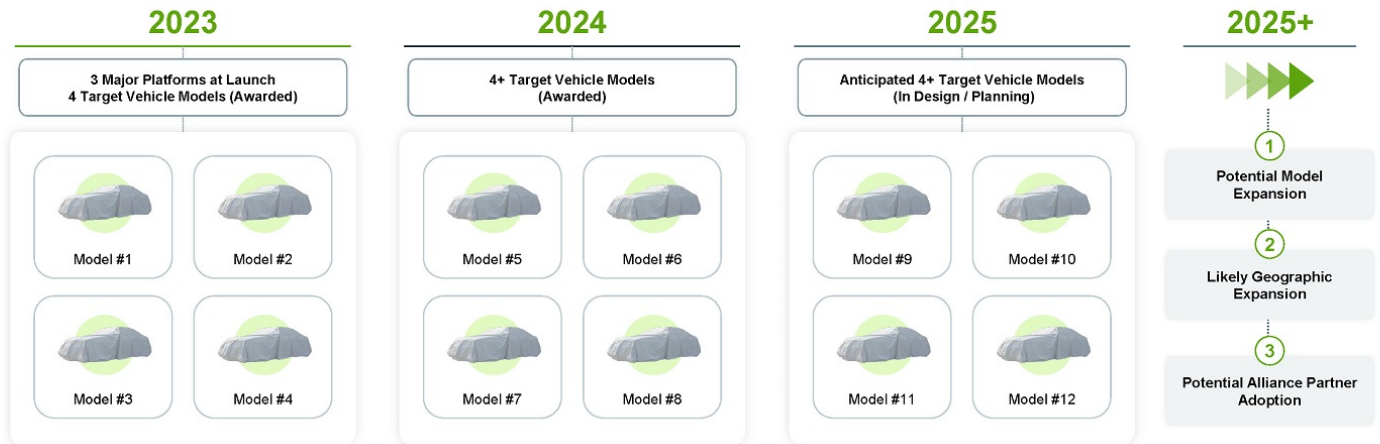 2023
3 Major Platforms at Launch
4 Target Vehicle Models (Awarded)
Model #1
Model #2
Model #3
Model #4
2024
4+ Target Vehicle Models
(Awarded)
Model #5
Model #6
Model #7
Model #8
2025
Anticipated 4+ Target Vehicle Models
(In Design / Planning)
Model #9
Model #10
Model #11
Model #12
2025+
1
Potential Model
Expansion
2
Likely Geographic
Expansion
3
Potential Alliance Partner
Adoption